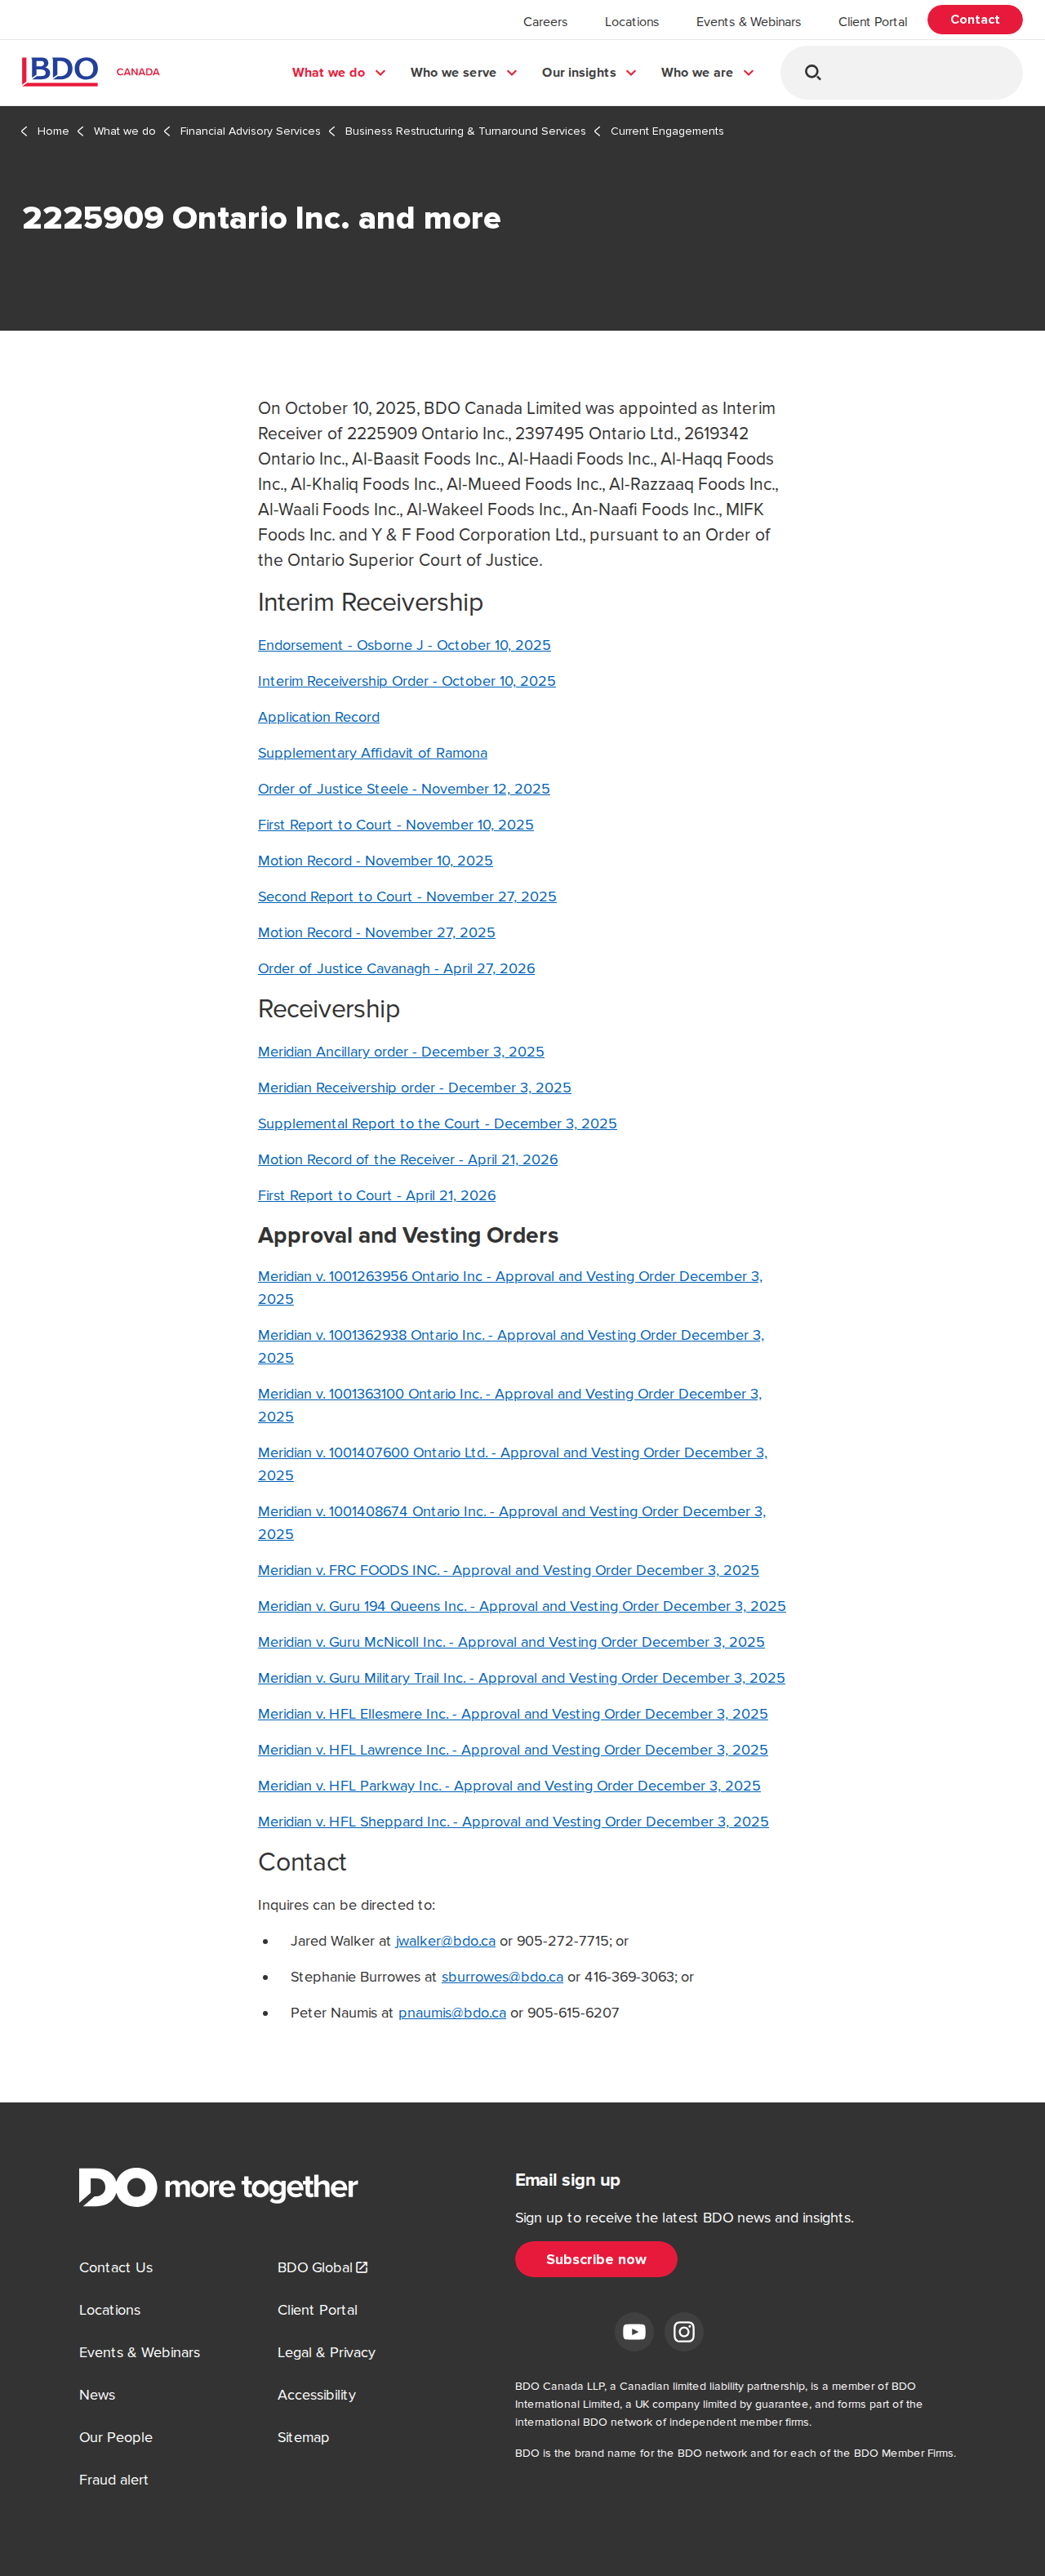 Careers
Locations
Events & Webinars
Client Portal
Contact
BDO
CANADA
What we do
Who we serve
Our insights
Who we are
Home
What we do
Financial Advisory Services
Business Restructuring & Turnaround Services
Current Engagements
2225909 Ontario Inc. and more
On October 10, 2025, BDO Canada Limited was appointed as Interim
Receiver of 2225909 Ontario Inc., 2397495 Ontario Ltd., 2619342
Ontario Inc., Al-Baasit Foods Inc., Al-Haadi Foods Inc., Al-Haqq Foods
Inc., Al-Khaliq Foods Inc., Al-Mueed Foods Inc., Al-Razzaaq Foods Inc.,
Al-Waali Foods Inc., Al-Wakeel Foods Inc., An-Naafi Foods Inc., MIFK
Foods Inc. and Y & F Food Corporation Ltd., pursuant to an Order of
the Ontario Superior Court of Justice.
Interim Receivership
Endorsement - Osborne J - October 10, 2025
Interim Receivership Order - October 10, 2025
Application Record
Supplementary Affidavit of Ramona
Order of Justice Steele - November 12, 2025
First Report to Court - November 10, 2025
Motion Record - November 10, 2025
Second Report to Court - November 27, 2025
Motion Record - November 27, 2025
Order of Justice Cavanagh - April 27, 2026
Receivership
Meridian Ancillary order - December 3, 2025
Meridian Receivership order - December 3, 2025
Supplemental Report to the Court - December 3, 2025
Motion Record of the Receiver - April 21, 2026
First Report to Court - April 21, 2026
Approval and Vesting Orders
Meridian v. 1001263956 Ontario Inc - Approval and Vesting Order December 3,
2025
Meridian v. 1001362938 Ontario Inc. - Approval and Vesting Order December 3,
2025
Meridian v. 1001363100 Ontario Inc. - Approval and Vesting Order December 3,
2025
Meridian v. 1001407600 Ontario Ltd. - Approval and Vesting Order December 3,
2025
Meridian v. 1001408674 Ontario Inc. - Approval and Vesting Order December 3,
2025
Meridian v. FRC FOODS INC. - Approval and Vesting Order December 3, 2025
Meridian v. Guru 194 Queens Inc. - Approval and Vesting Order December 3, 2025
Meridian v. Guru McNicoll Inc. - Approval and Vesting Order December 3, 2025
Meridian v. Guru Military Trail Inc. - Approval and Vesting Order December 3, 2025
Meridian v. HFL Ellesmere Inc. - Approval and Vesting Order December 3, 2025
Meridian v. HFL Lawrence Inc. - Approval and Vesting Order December 3, 2025
Meridian v. HFL Parkway Inc. - Approval and Vesting Order December 3, 2025
Meridian v. HFL Sheppard Inc. - Approval and Vesting Order December 3, 2025
Contact
Inquires can be directed to:
• Jared Walker at jwalker@bdo.ca or 905-272-7715; or
• Stephanie Burrowes at sburrowes@bdo.ca or 416-369-3063; or
• Peter Naumis at pnaumis@bdo.ca or 905-615-6207
DO more together
Contact Us
Locations
Events & Webinars
News
Our People
Fraud alert
BDO Global
Client Portal
Legal & Privacy
Accessibility
Sitemap
Email sign up
Sign up to receive the latest BDO news and insights.
Subscribe now
BDO Canada LLP, a Canadian limited liability partnership, is a member of BDO
International Limited, a UK company limited by guarantee, and forms part of the
international BDO network of independent member firms.
BDO is the brand name for the BDO network and for each of the BDO Member Firms.